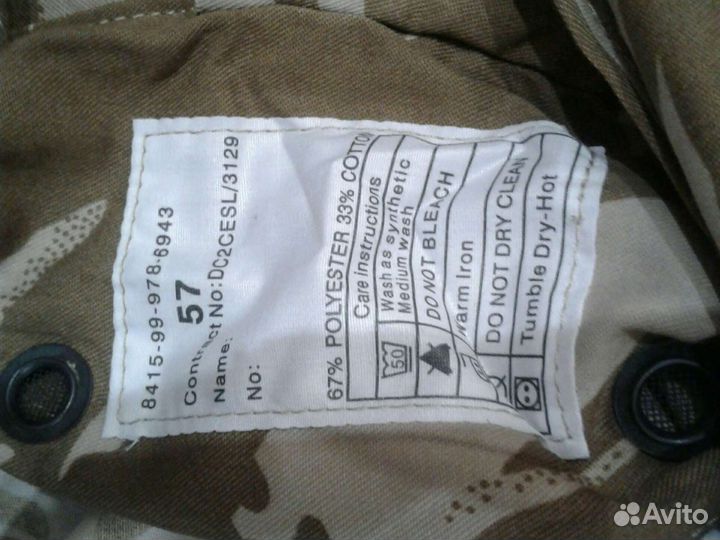 8415-99-978-6943
57
Contract No: DC2CESL/3129
Name:
No:
67% POLYESTER 33% COTTON
Care instructions
Wash as synthetic
Medium wash
50
DO NOT BLEACH
Warm Iron
DO NOT DRY CLEAN
Tumble Dry-Hot
Avito